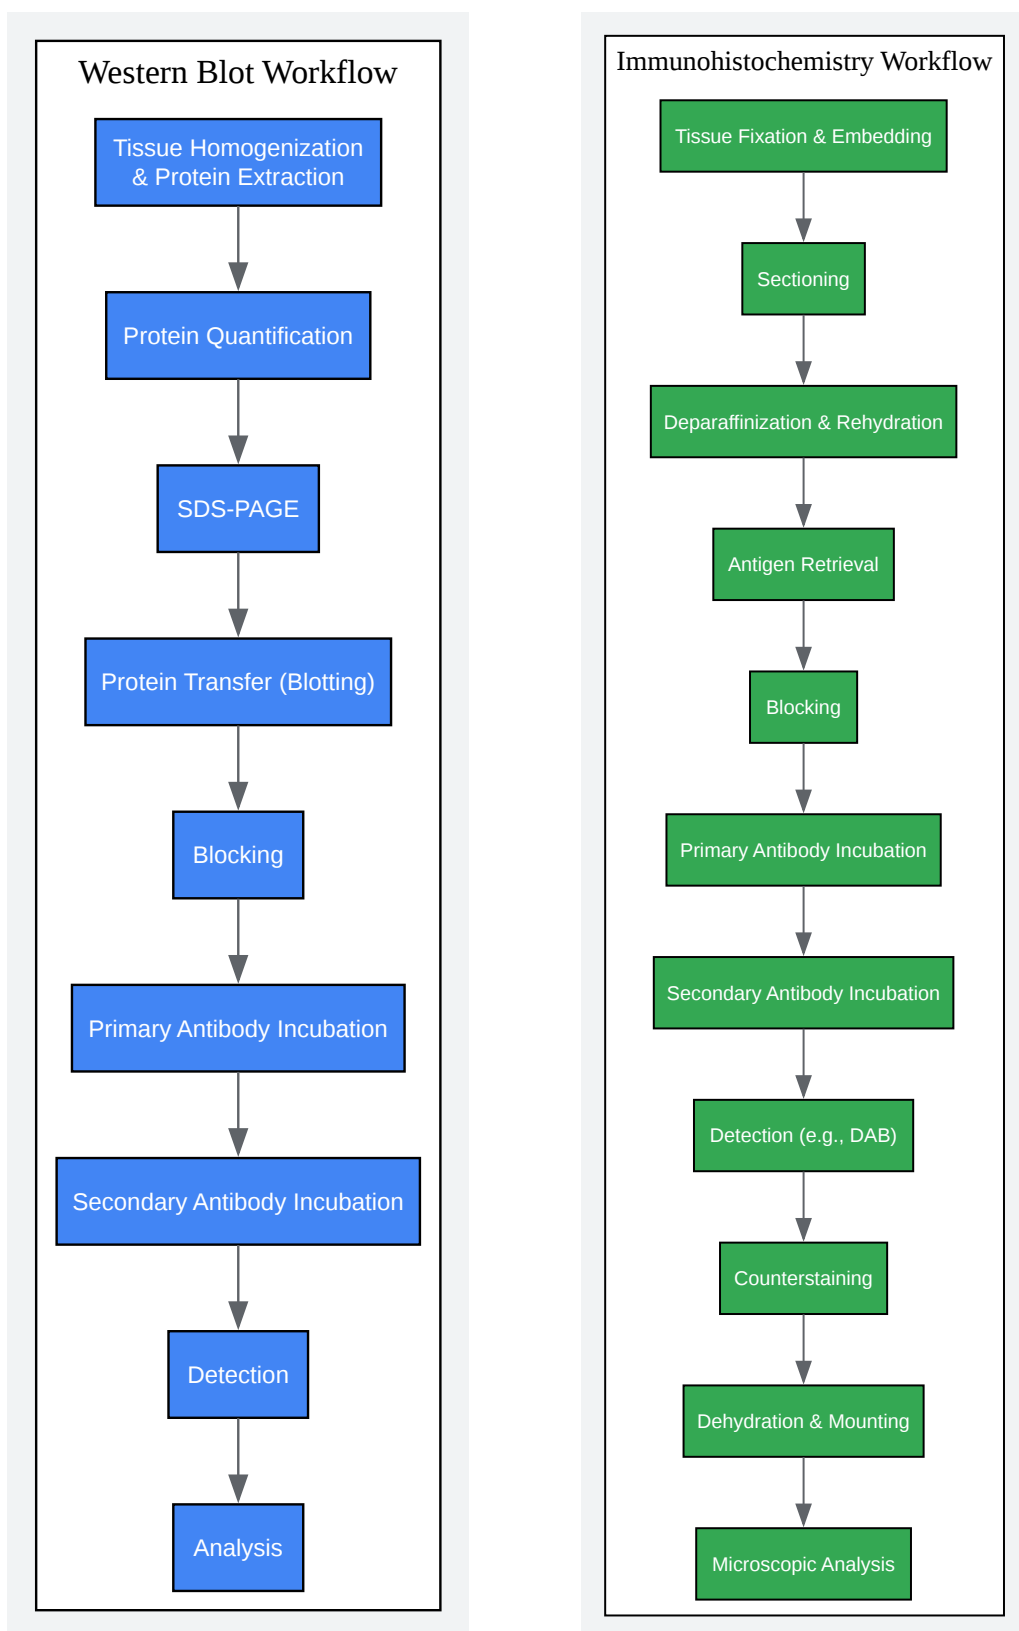 Western Blot Workflow
Tissue Homogenization
& Protein Extraction
Protein Quantification
SDS-PAGE
Protein Transfer (Blotting)
Blocking
Primary Antibody Incubation
Secondary Antibody Incubation
Detection
Analysis
Immunohistochemistry Workflow
Tissue Fixation & Embedding
Sectioning
Deparaffinization & Rehydration
Antigen Retrieval
Blocking
Primary Antibody Incubation
Secondary Antibody Incubation
Detection (e.g., DAB)
Counterstaining
Dehydration & Mounting
Microscopic Analysis